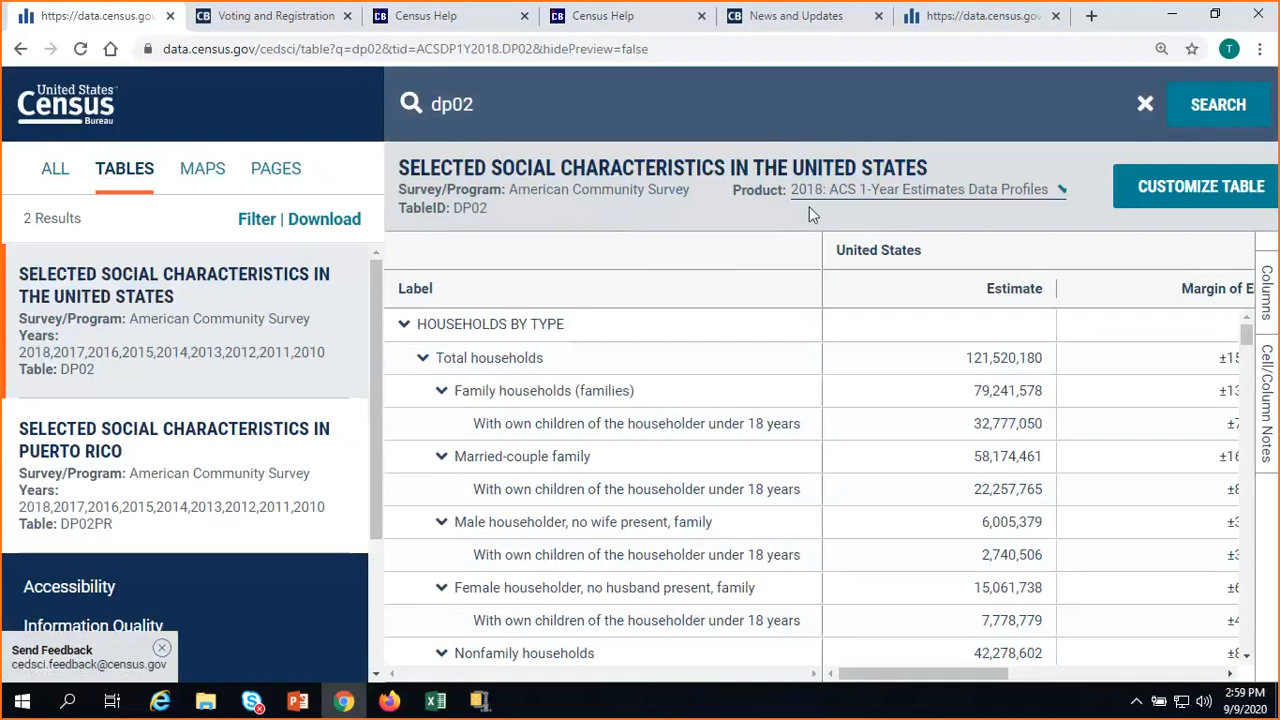 https://data.census.gov/
Voting and Registration
Census Help
Census Help
News and Updates
https://data.census.gov/
data.census.gov/cedsci/table?q=dp02&tid=ACSDP1Y2018.DP02&hidePreview=false
T
United States
Census
Bureau
dp02
SEARCH
ALL TABLES MAPS PAGES
2 Results
Filter | Download
SELECTED SOCIAL CHARACTERISTICS IN THE UNITED STATES
Survey/Program: American Community Survey
Product: 2018: ACS 1-Year Estimates Data Profiles
TableID: DP02
CUSTOMIZE TABLE
SELECTED SOCIAL CHARACTERISTICS IN
THE UNITED STATES
Survey/Program: American Community Survey
Years:
2018,2017,2016,2015,2014,2013,2012,2011,2010
Table: DP02
SELECTED SOCIAL CHARACTERISTICS IN
PUERTO RICO
Survey/Program: American Community Survey
Years:
2018,2017,2016,2015,2014,2013,2012,2011,2010
Table: DP02PR
Accessibility
Information Quality
Send Feedback
cedsci.feedback@census.gov
United States
Label Estimate Margin of E
HOUSEHOLDS BY TYPE
Total households 121,520,180 ±15
Family households (families) 79,241,578 ±13
With own children of the householder under 18 years 32,777,050 ±7
Married-couple family 58,174,461 ±16
With own children of the householder under 18 years 22,257,765 ±8
Male householder, no wife present, family 6,005,379 ±3
With own children of the householder under 18 years 2,740,506 ±3
Female householder, no husband present, family 15,061,738 ±6
With own children of the householder under 18 years 7,778,779 ±4
Nonfamily households 42,278,602 ±8
Columns
Cell/Column Notes
2:59 PM
9/9/2020